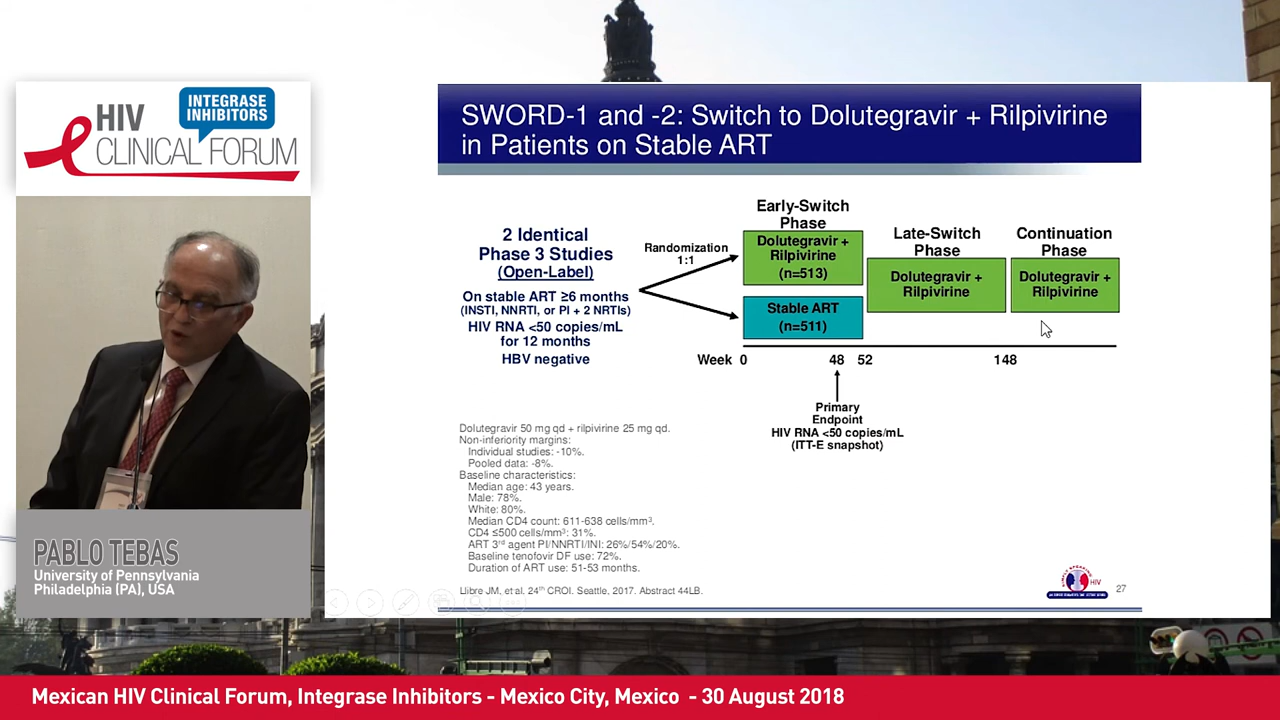 HIV
CLINICAL FORUM
INTEGRASE
INHIBITORS
PABLO TEBAS
University of Pennsylvania
Philadelphia (PA), USA
SWORD-1 and -2: Switch to Dolutegravir + Rilpivirine
in Patients on Stable ART
2 Identical
Phase 3 Studies
(Open-Label)
On stable ART ≥6 months
(INSTI, NNRTI, or PI + 2 NRTIs)
HIV RNA <50 copies/mL
for 12 months
HBV negative
Randomization
1:1
Early-Switch
Phase
Dolutegravir +
Rilpivirine
(n=513)
Stable ART
(n=511)
Late-Switch
Phase
Dolutegravir +
Rilpivirine
Continuation
Phase
Dolutegravir +
Rilpivirine
Week 0 48 52 148
Primary
Endpoint
HIV RNA <50 copies/mL
(ITT-E snapshot)
Dolutegravir 50 mg qd + rilpivirine 25 mg qd.
Non-inferiority margins:
Individual studies: -10%.
Pooled data: -8%.
Baseline characteristics:
Median age: 43 years.
Male: 78%.
White: 80%.
Median CD4 count: 611-638 cells/mm³.
CD4 ≤500 cells/mm³: 31%.
ART 3rd agent PI/NNRTI/INI: 26%/54%/20%.
Baseline tenofovir DF use: 72%.
Duration of ART use: 51-53 months.
Llibre JM, et al. 24th CROI. Seattle, 2017. Abstract 44LB.
HIV
27
Mexican HIV Clinical Forum, Integrase Inhibitors - Mexico City, Mexico - 30 August 2018